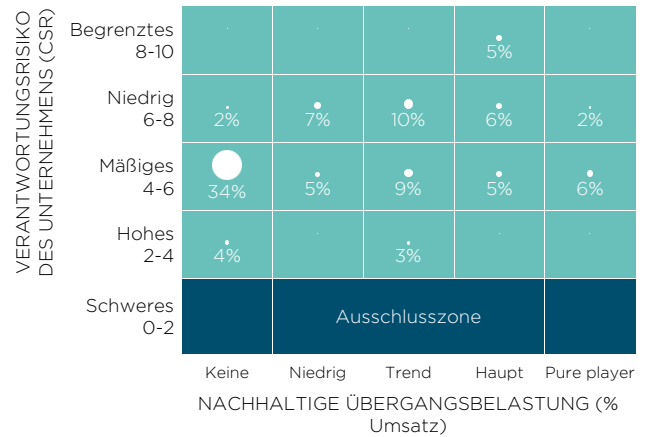 VERANTWORTUNGSRISIKO
DES UNTERNEHMENS (CSR)
Begrenztes
8-10
5%
Niedrig
6-8
2% 7% 10% 6% 2%
Mäßiges
4-6
34% 5% 9% 5% 6%
Hohes
2-4
4% 3%
Schweres
0-2
Ausschlusszone
Keine Niedrig Trend Haupt Pure player
NACHHALTIGE ÜBERGANGSBELASTUNG (%
Umsatz)